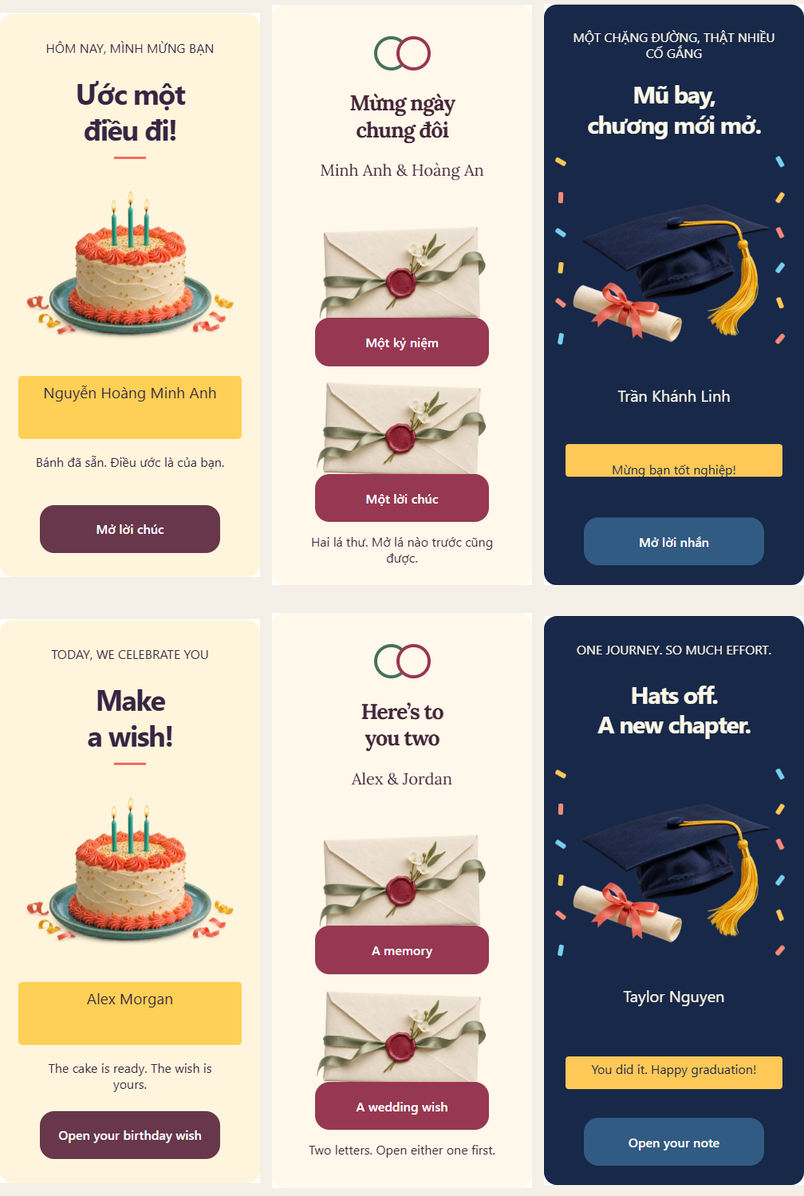 HÔM NAY, MÌNH MỪNG BẠN
Ước một
điều đi!
Nguyễn Hoàng Minh Anh
Bánh đã sẵn. Điều ước là của bạn.
Mở lời chúc
Mừng ngày
chung đôi
Minh Anh & Hoàng An
Một kỷ niệm
Một lời chúc
Hai lá thư. Mở lá nào trước cũng
được.
MỘT CHẶNG ĐƯỜNG, THẬT NHIỀU
CỐ GẮNG
Mũ bay,
chương mới mở.
Trần Khánh Linh
Mừng bạn tốt nghiệp!
Mở lời nhắn
TODAY, WE CELEBRATE YOU
Make
a wish!
Alex Morgan
The cake is ready. The wish is
yours.
Open your birthday wish
Here’s to
you two
Alex & Jordan
A memory
A wedding wish
Two letters. Open either one first.
ONE JOURNEY. SO MUCH EFFORT.
Hats off.
A new chapter.
Taylor Nguyen
You did it. Happy graduation!
Open your note